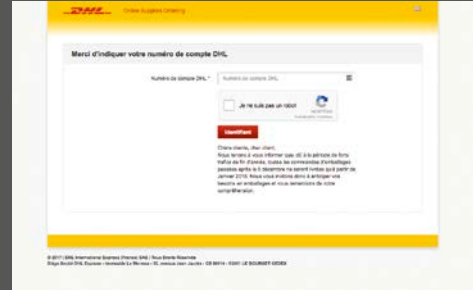 DHL
Online Supplies Ordering
Merci d'indiquer votre numéro de compte DHL
Numéro de compte DHL *
Numéro de compte DHL
Je ne suis pas un robot
reCAPTCHA
Identifiant
Chère cliente, cher client,
Nous tenons à vous informer que, dû à la période de forts
trafics de fin d'année, toutes les commandes d'emballages
passées après le 5 décembre ne seront livrées qu'à partir de
Janvier 2018. Nous vous invitons donc à anticiper vos
besoins en emballages et vous remercions de votre
compréhension.
© 2017 | DHL International Express (France) SAS | Tous Droits Réservés